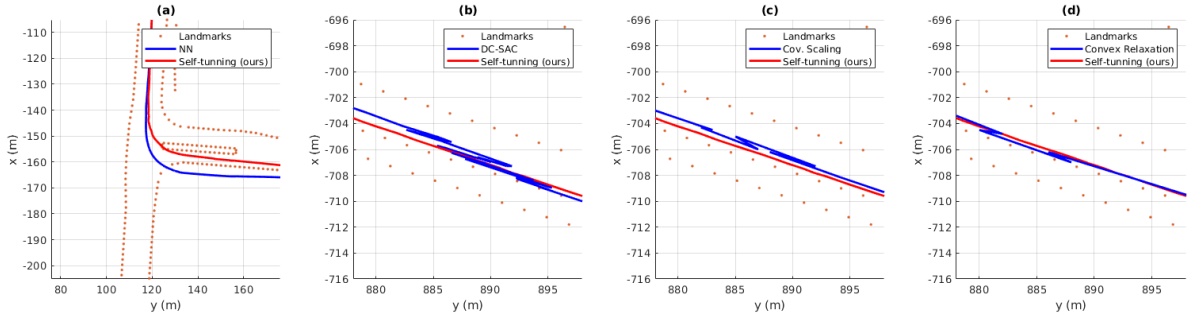 (a)
-110
-120
-130
-140
-150
-160
-170
-180
-190
-200
x (m)
80
100
120
140
160
y (m)
Landmarks
NN
Self-tunning (ours)
(b)
-696
-698
-700
-702
-704
-706
-708
-710
-712
-714
-716
x (m)
880
885
890
895
y (m)
Landmarks
DC-SAC
Self-tunning (ours)
(c)
-696
-698
-700
-702
-704
-706
-708
-710
-712
-714
-716
x (m)
880
885
890
895
y (m)
Landmarks
Cov. Scaling
Self-tunning (ours)
(d)
-696
-698
-700
-702
-704
-706
-708
-710
-712
-714
-716
x (m)
880
885
890
895
y (m)
Landmarks
Convex Relaxation
Self-tunning (ours)